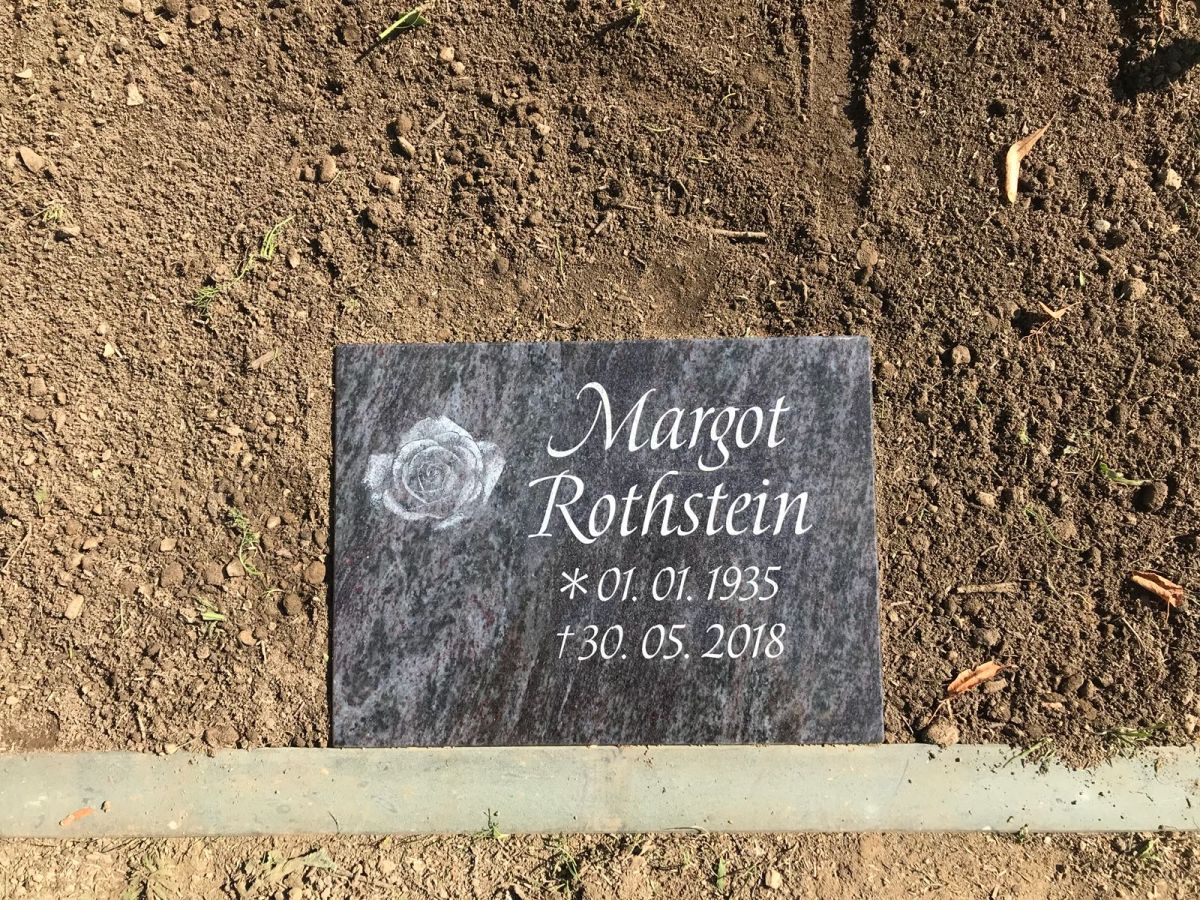 Margot
Rothstein
*01. 01. 1935
†30. 05. 2018